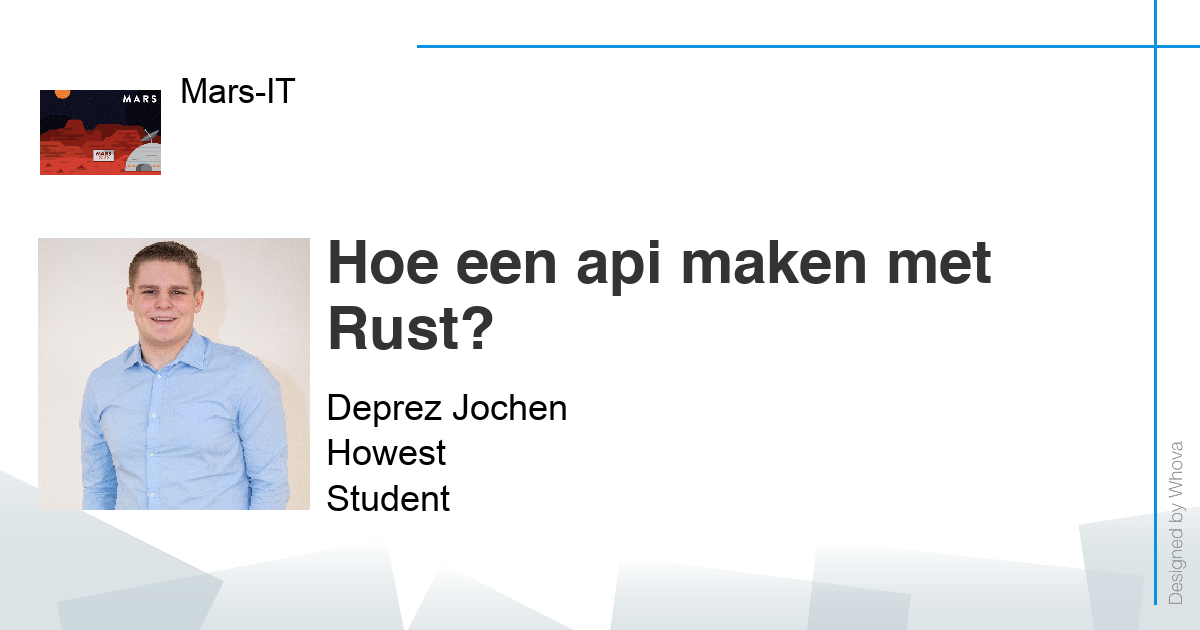 Mars-IT
MARS
Hoe een api maken met
Rust?
Deprez Jochen
Howest
Student
Designed by Whova